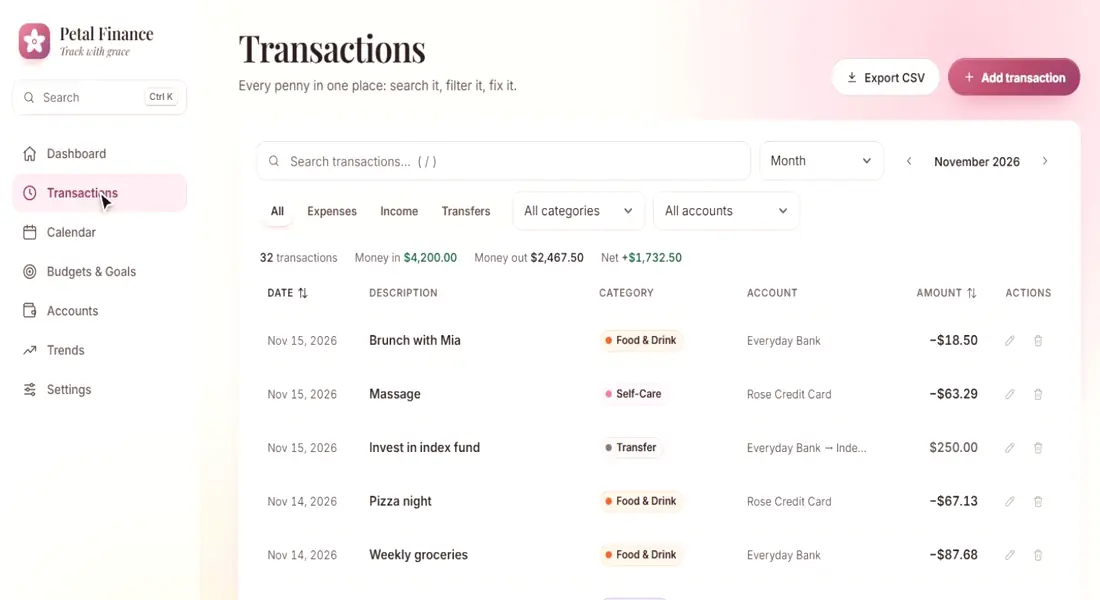 Petal Finance
Track with grace
Search Ctrl K
Dashboard
Transactions
Calendar
Budgets & Goals
Accounts
Trends
Settings
Transactions
Every penny in one place: search it, filter it, fix it.
Export CSV
+ Add transaction
Search transactions... ( / )
Month
November 2026
All Expenses Income Transfers All categories All accounts
32 transactions Money in $4,200.00 Money out $2,467.50 Net +$1,732.50
DATE DESCRIPTION CATEGORY ACCOUNT AMOUNT ACTIONS
Nov 15, 2026 Brunch with Mia Food & Drink Everyday Bank −$18.50
Nov 15, 2026 Massage Self-Care Rose Credit Card −$63.29
Nov 15, 2026 Invest in index fund Transfer Everyday Bank → Inde... $250.00
Nov 14, 2026 Pizza night Food & Drink Rose Credit Card −$67.13
Nov 14, 2026 Weekly groceries Food & Drink Everyday Bank −$87.68